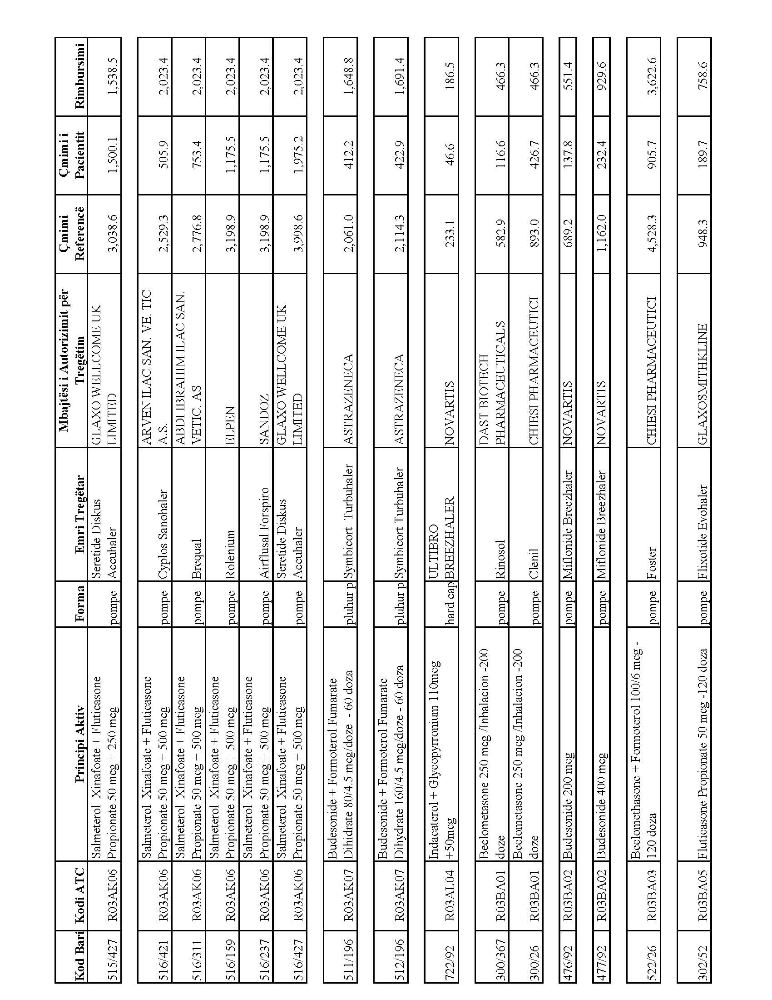 Kod Bari Kodi ATC Principi Aktiv Forma Emri Tregëtar Mbajtësi i Autorizimit për Tregëtim Çmimi Referencë Çmimi i Pacientit Rimbursimi
515/427 R03AK06 Salmeterol Xinafoate + Fluticasone Propionate 50 mcg + 250 mcg pompe Seretide Diskus Accuhaler GLAXO WELLCOME UK LIMITED 3,038.6 1,500.1 1,538.5
516/421 R03AK06 Salmeterol Xinafoate + Fluticasone Propionate 50 mcg + 500 mcg pompe Cyplos Sanohaler ARVEN ILAC SAN. VE. TIC A.S. 2,529.3 505.9 2,023.4
516/311 R03AK06 Salmeterol Xinafoate + Fluticasone Propionate 50 mcg + 500 mcg pompe Brequal ABDI IBRAHIM ILAC SAN. VETIC. AS 2,776.8 753.4 2,023.4
516/159 R03AK06 Salmeterol Xinafoate + Fluticasone Propionate 50 mcg + 500 mcg pompe Rolenium ELPEN 3,198.9 1,175.5 2,023.4
516/237 R03AK06 Salmeterol Xinafoate + Fluticasone Propionate 50 mcg + 500 mcg pompe Airflusal Forspiro SANDOZ 3,198.9 1,175.5 2,023.4
516/427 R03AK06 Salmeterol Xinafoate + Fluticasone Propionate 50 mcg + 500 mcg pompe Seretide Diskus Accuhaler GLAXO WELLCOME UK LIMITED 3,998.6 1,975.2 2,023.4
511/196 R03AK07 Budesonide + Formoterol Fumarate Dihidrate 80/4.5 mcg/doze - 60 doza pluhur p Symbicort Turbuhaler ASTRAZENECA 2,061.0 412.2 1,648.8
512/196 R03AK07 Budesonide + Formoterol Fumarate Dihydrate 160/4.5 mcg/doze - 60 doza pluhur p Symbicort Turbuhaler ASTRAZENECA 2,114.3 422.9 1,691.4
722/92 R03AL04 Indacaterol + Glycopyrronium 110mcg +50mcg hard cap ULTIBRO BREEZHALER NOVARTIS 233.1 46.6 186.5
300/367 R03BA01 Beclometasone 250 mcg /Inhalacion -200 doze pompe Rinosol DAST BIOTECH PHARMACEUTICALS 582.9 116.6 466.3
300/26 R03BA01 Beclometasone 250 mcg /Inhalacion -200 doze pompe Clenil CHIESI PHARMACEUTICI 893.0 426.7 466.3
476/92 R03BA02 Budesonide 200 mcg pompe Miflonide Breezhaler NOVARTIS 689.2 137.8 551.4
477/92 R03BA02 Budesonide 400 mcg pompe Miflonide Breezhaler NOVARTIS 1,162.0 232.4 929.6
522/26 R03BA03 Beclomethasone + Formoterol 100/6 mcg - 120 doza pompe Foster CHIESI PHARMACEUTICI 4,528.3 905.7 3,622.6
302/52 R03BA05 Fluticasone Propionate 50 mcg -120 doza pompe Flixotide Evohaler GLAXOSMITHKLINE 948.3 189.7 758.6